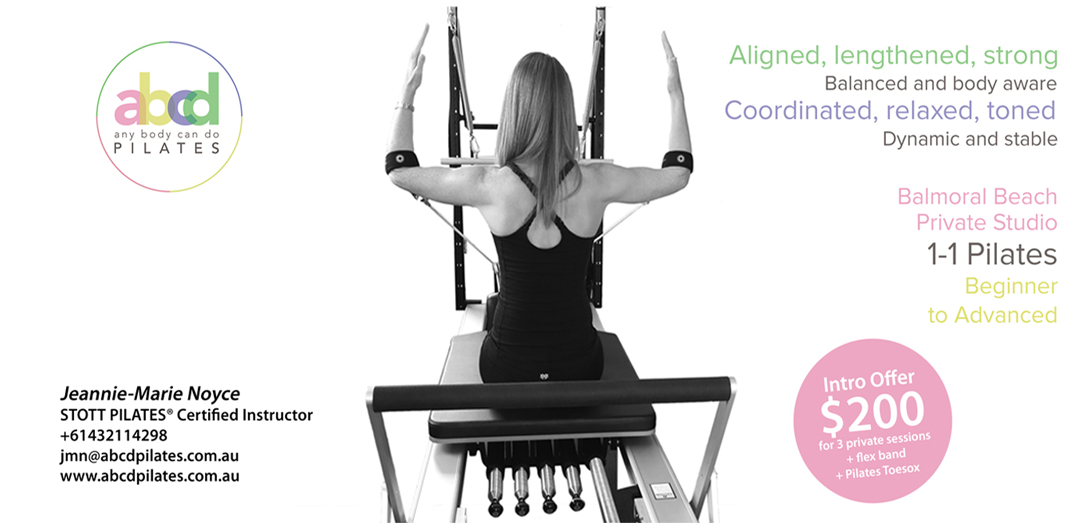 abcd
any body can do
PILATES
Aligned, lengthened, strong
Balanced and body aware
Coordinated, relaxed, toned
Dynamic and stable
Balmoral Beach
Private Studio
1-1 Pilates
Beginner
to Advanced
Jeannie-Marie Noyce
STOTT PILATES® Certified Instructor
+61432114298
jmn@abcdpilates.com.au
www.abcdpilates.com.au
Intro Offer
$200
for 3 private sessions
+ flex band
+ Pilates Toesox